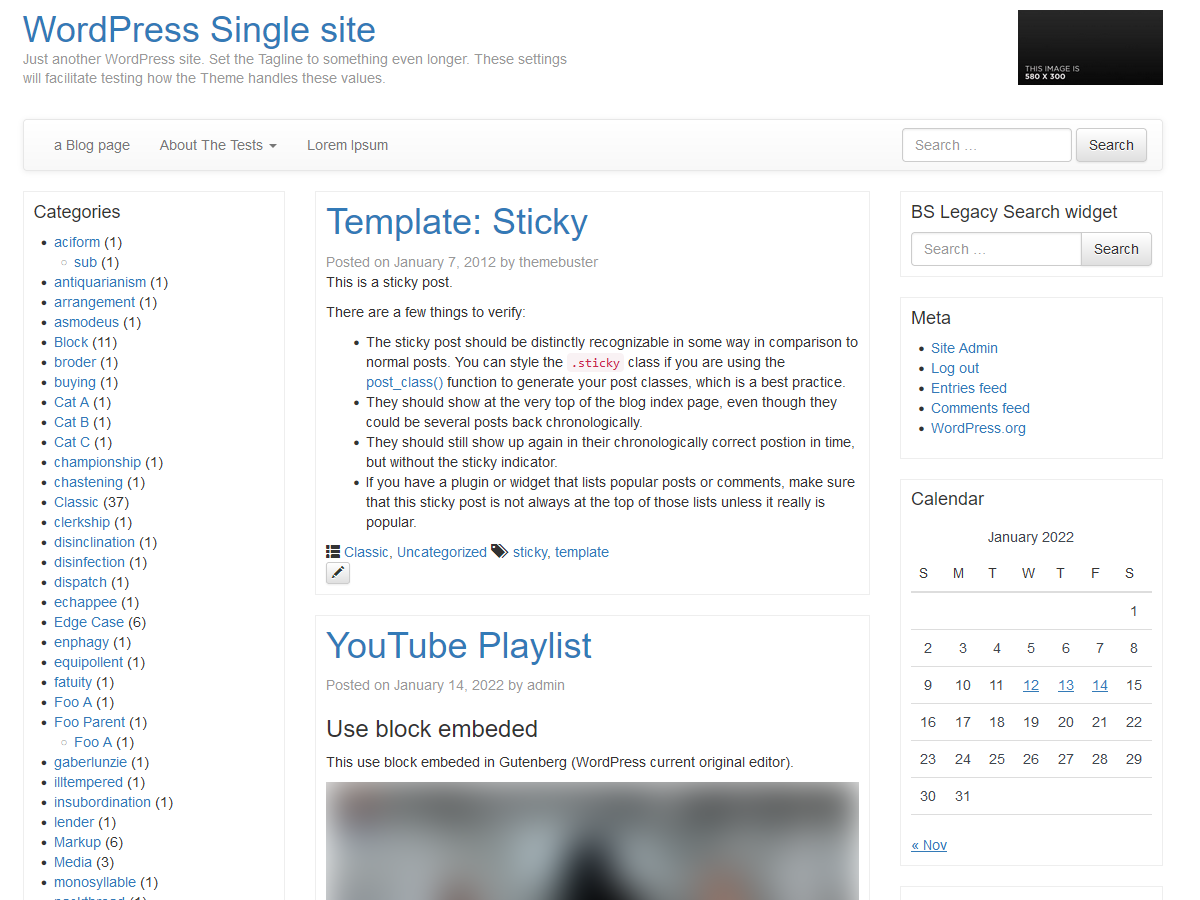 WordPress Single site
Just another WordPress site. Set the Tagline to something even longer. These settings
will facilitate testing how the Theme handles these values.
THIS IMAGE IS
580 X 300
a Blog page
About The Tests
Lorem Ipsum
Search …
Search
Categories
aciform (1)
sub (1)
antiquarianism (1)
arrangement (1)
asmodeus (1)
Block (11)
broder (1)
buying (1)
Cat A (1)
Cat B (1)
Cat C (1)
championship (1)
chastening (1)
Classic (37)
clerkship (1)
disinclination (1)
disinfection (1)
dispatch (1)
echappee (1)
Edge Case (6)
enphagy (1)
equipollent (1)
fatuity (1)
Foo A (1)
Foo Parent (1)
Foo A (1)
gaberlunzie (1)
illtempered (1)
insubordination (1)
lender (1)
Markup (6)
Media (3)
monosyllable (1)
Template: Sticky
Posted on January 7, 2012 by themebuster
This is a sticky post.
There are a few things to verify:
The sticky post should be distinctly recognizable in some way in comparison to
normal posts. You can style the .sticky class if you are using the
post_class() function to generate your post classes, which is a best practice.
They should show at the very top of the blog index page, even though they
could be several posts back chronologically.
They should still show up again in their chronologically correct postion in time,
but without the sticky indicator.
If you have a plugin or widget that lists popular posts or comments, make sure
that this sticky post is not always at the top of those lists unless it really is
popular.
Classic, Uncategorized sticky, template
YouTube Playlist
Posted on January 14, 2022 by admin
Use block embeded
This use block embeded in Gutenberg (WordPress current original editor).
BS Legacy Search widget
Search …
Search
Meta
Site Admin
Log out
Entries feed
Comments feed
WordPress.org
Calendar
January 2022
S M T W T F S
1
2 3 4 5 6 7 8
9 10 11 12 13 14 15
16 17 18 19 20 21 22
23 24 25 26 27 28 29
30 31
« Nov